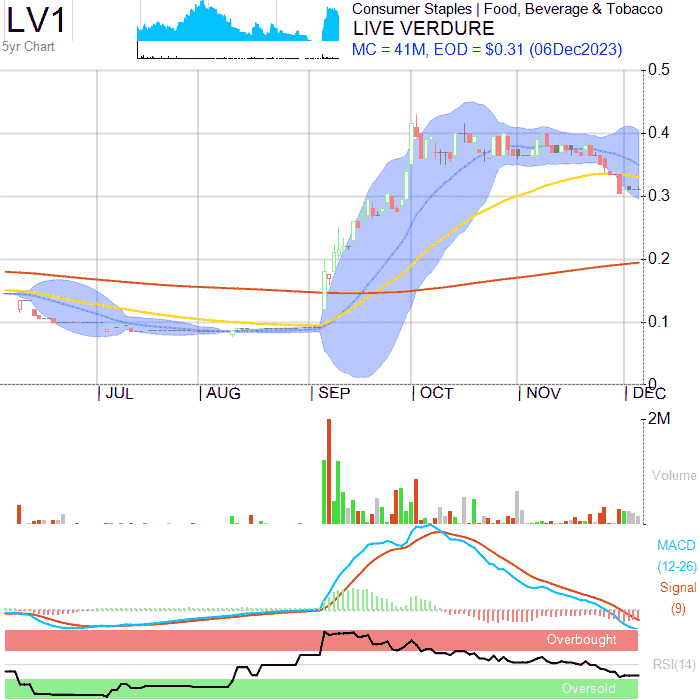 LV1
5yr Chart
Consumer Staples | Food, Beverage & Tobacco
LIVE VERDURE
MC = 41M, EOD = $0.31 (06Dec2023)
0.5
0.4
0.3
0.2
0.1
0
JUL AUG SEP OCT NOV DEC
2M
Volume
MACD
(12-26)
Signal
(9)
Overbought
RSI(14)
Oversold